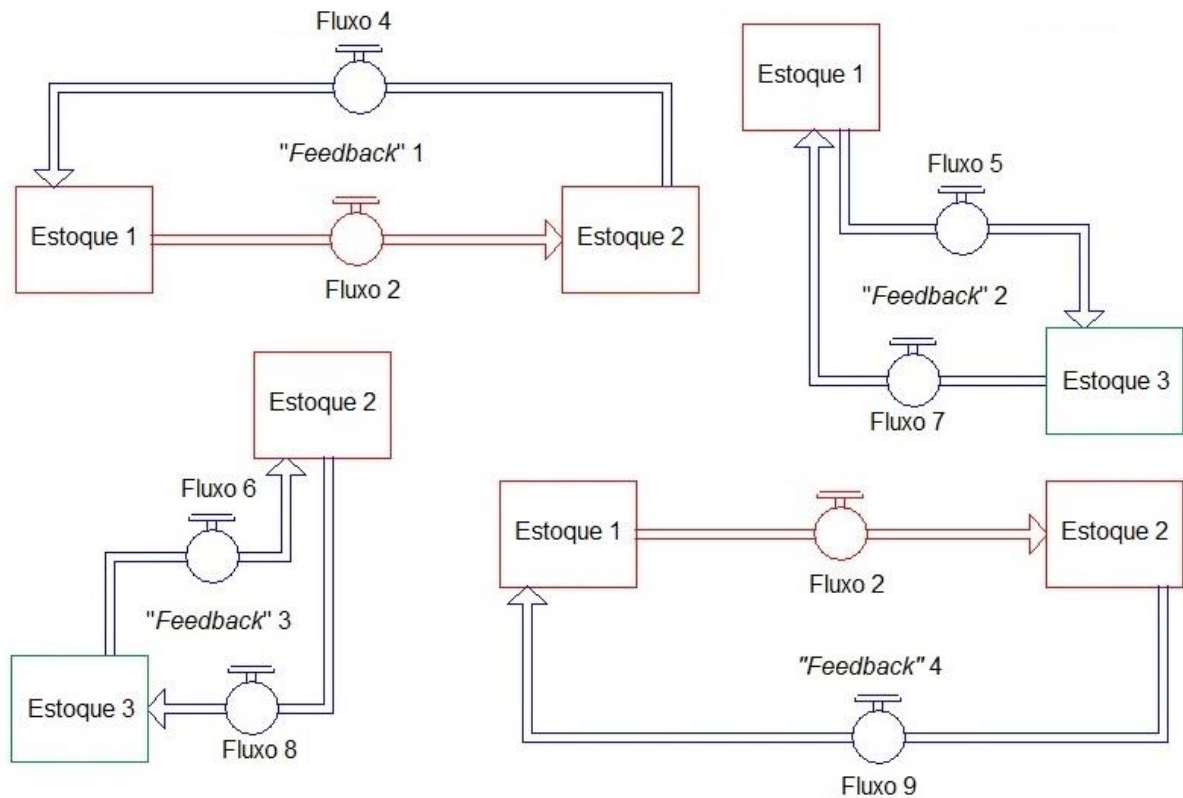 Fluxo 4
"Feedback" 1
Estoque 1
Estoque 2
Fluxo 2
Estoque 1
Fluxo 5
"Feedback" 2
Estoque 3
Fluxo 7
Estoque 2
Fluxo 6
"Feedback" 3
Estoque 3
Fluxo 8
Estoque 1
Estoque 2
Fluxo 2
"Feedback" 4
Fluxo 9